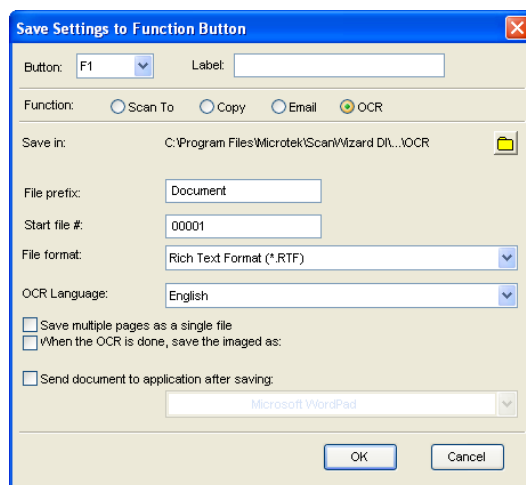 Save Settings to Function Button
Button: F1 Label:
Function: Scan To Copy Email OCR
Save in: C:\Program Files\Microtek\ScanWizard DI\...\OCR
File prefix: Document
Start file #: 00001
File format: Rich Text Format (*.RTF)
OCR Language: English
Save multiple pages as a single file
When the OCR is done, save the imaged as:
Send document to application after saving:
Microsoft WordPad
OK Cancel